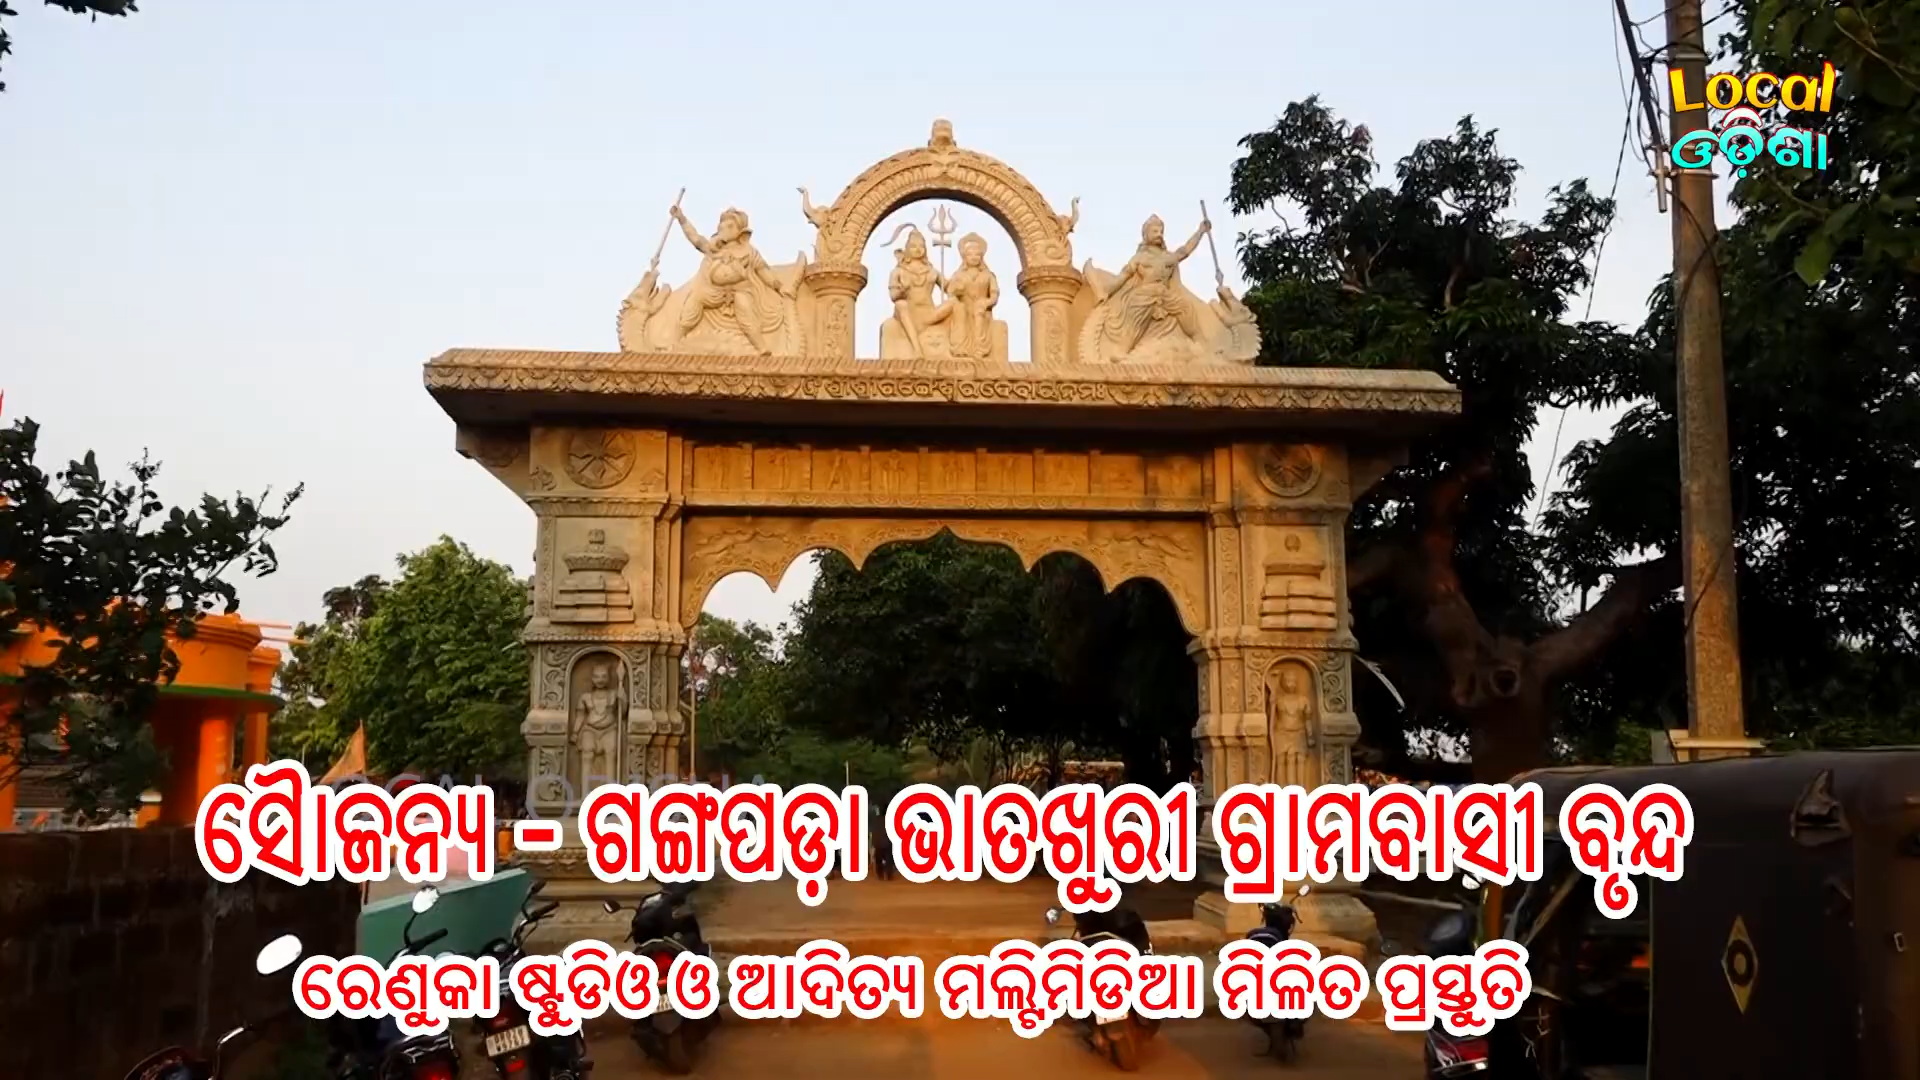 Local
ଓଡ଼ିଶା
ସୌଜନ୍ୟ - ଗଙ୍ଗପଡ଼ା ଭାତଖୁରୀ ଗ୍ରାମବାସୀ ବୃନ୍ଦ
ରେଣୁକା ଷ୍ଟୁଡିଓ ଓ ଆଦିତ୍ୟ ମଲ୍ଟିମିଡିଆ ମିଳିତ ପ୍ରସ୍ତୁତି